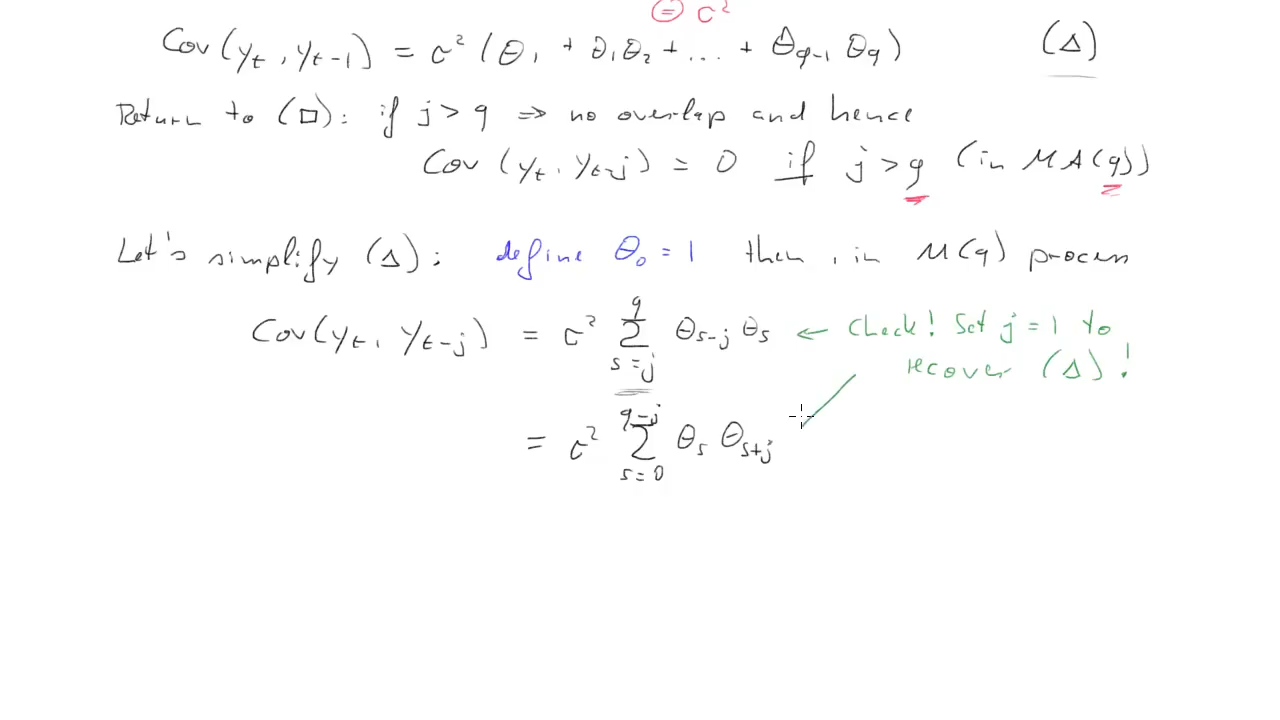 = c²
Cov(yt, yt-1) = c² (θ1 + θ1θ2 + ... + θq-1 θq) (Δ)
Return to (□): if j > q ⇒ no overlap and hence
Cov(yt, yt-j) = 0 if j > q (in MA(q))
Let's simplify (Δ): define θ0 = 1 then, in M(q) process
Cov(yt, yt-j) = c² Σ_{s=j}^{q} θs-j θs ← Check! Set j = 1 to
recover (Δ)!
= c² Σ_{s=0}^{q-j} θs θs+j